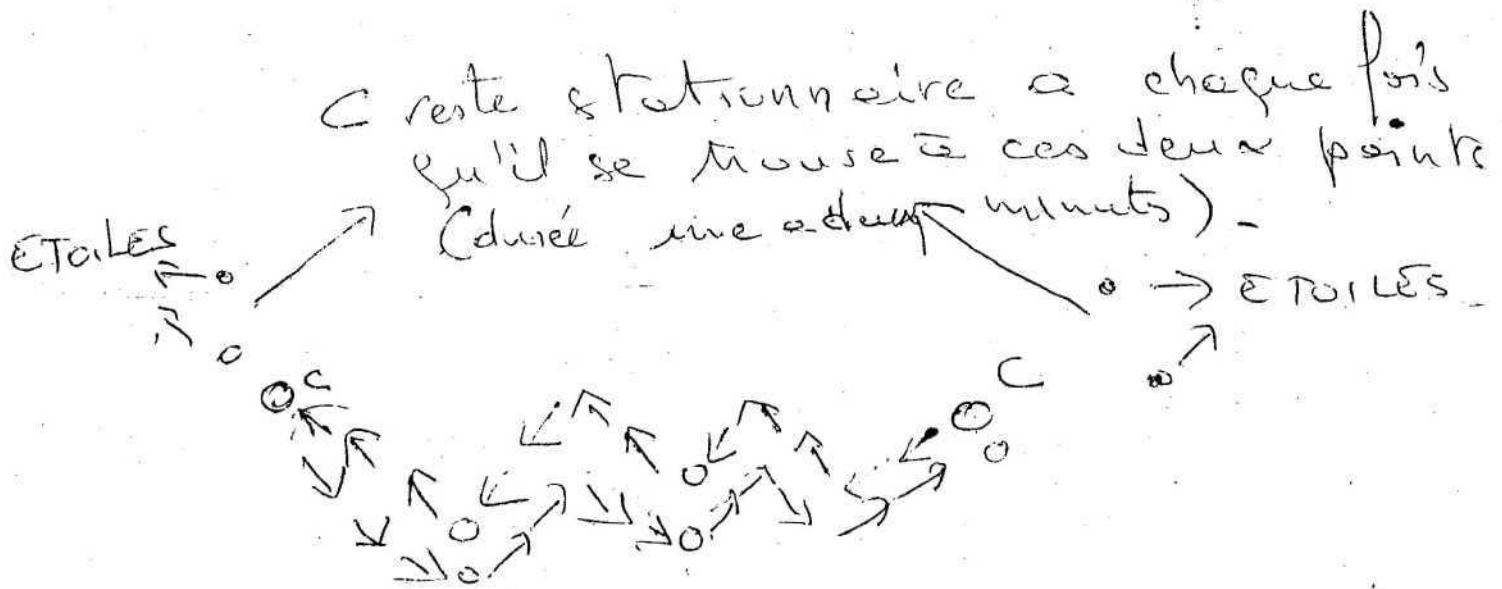 C reste stationnaire a chaque fois
qu'il se trouve à ces deux points
(durée une a deux minuts).
ETOILES
→ ETOILES.
C
C